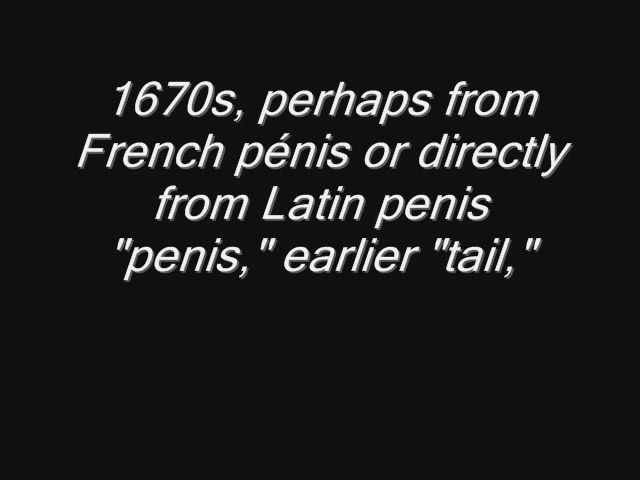 1670s, perhaps from
French pénis or directly
from Latin penis
"penis," earlier "tail,"